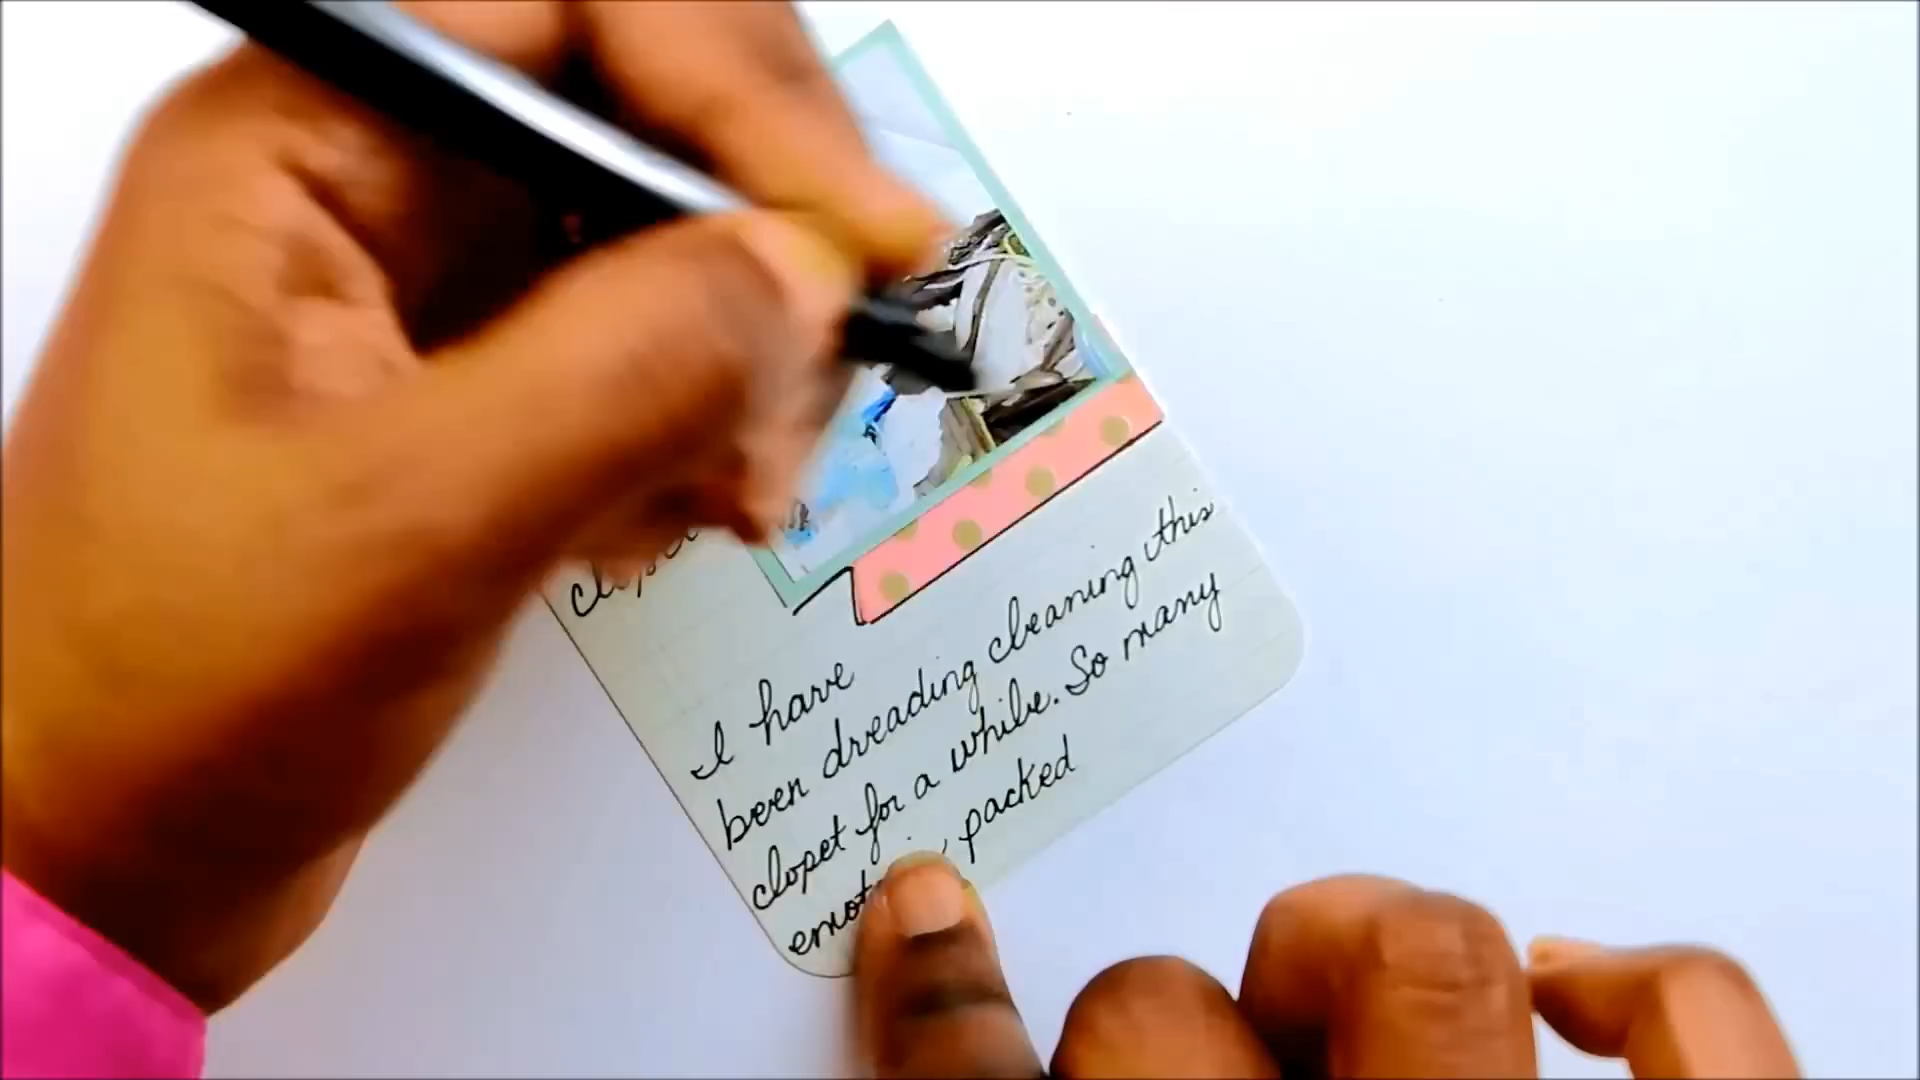 I have
been dreading cleaning this
closet for a while. So many
packed